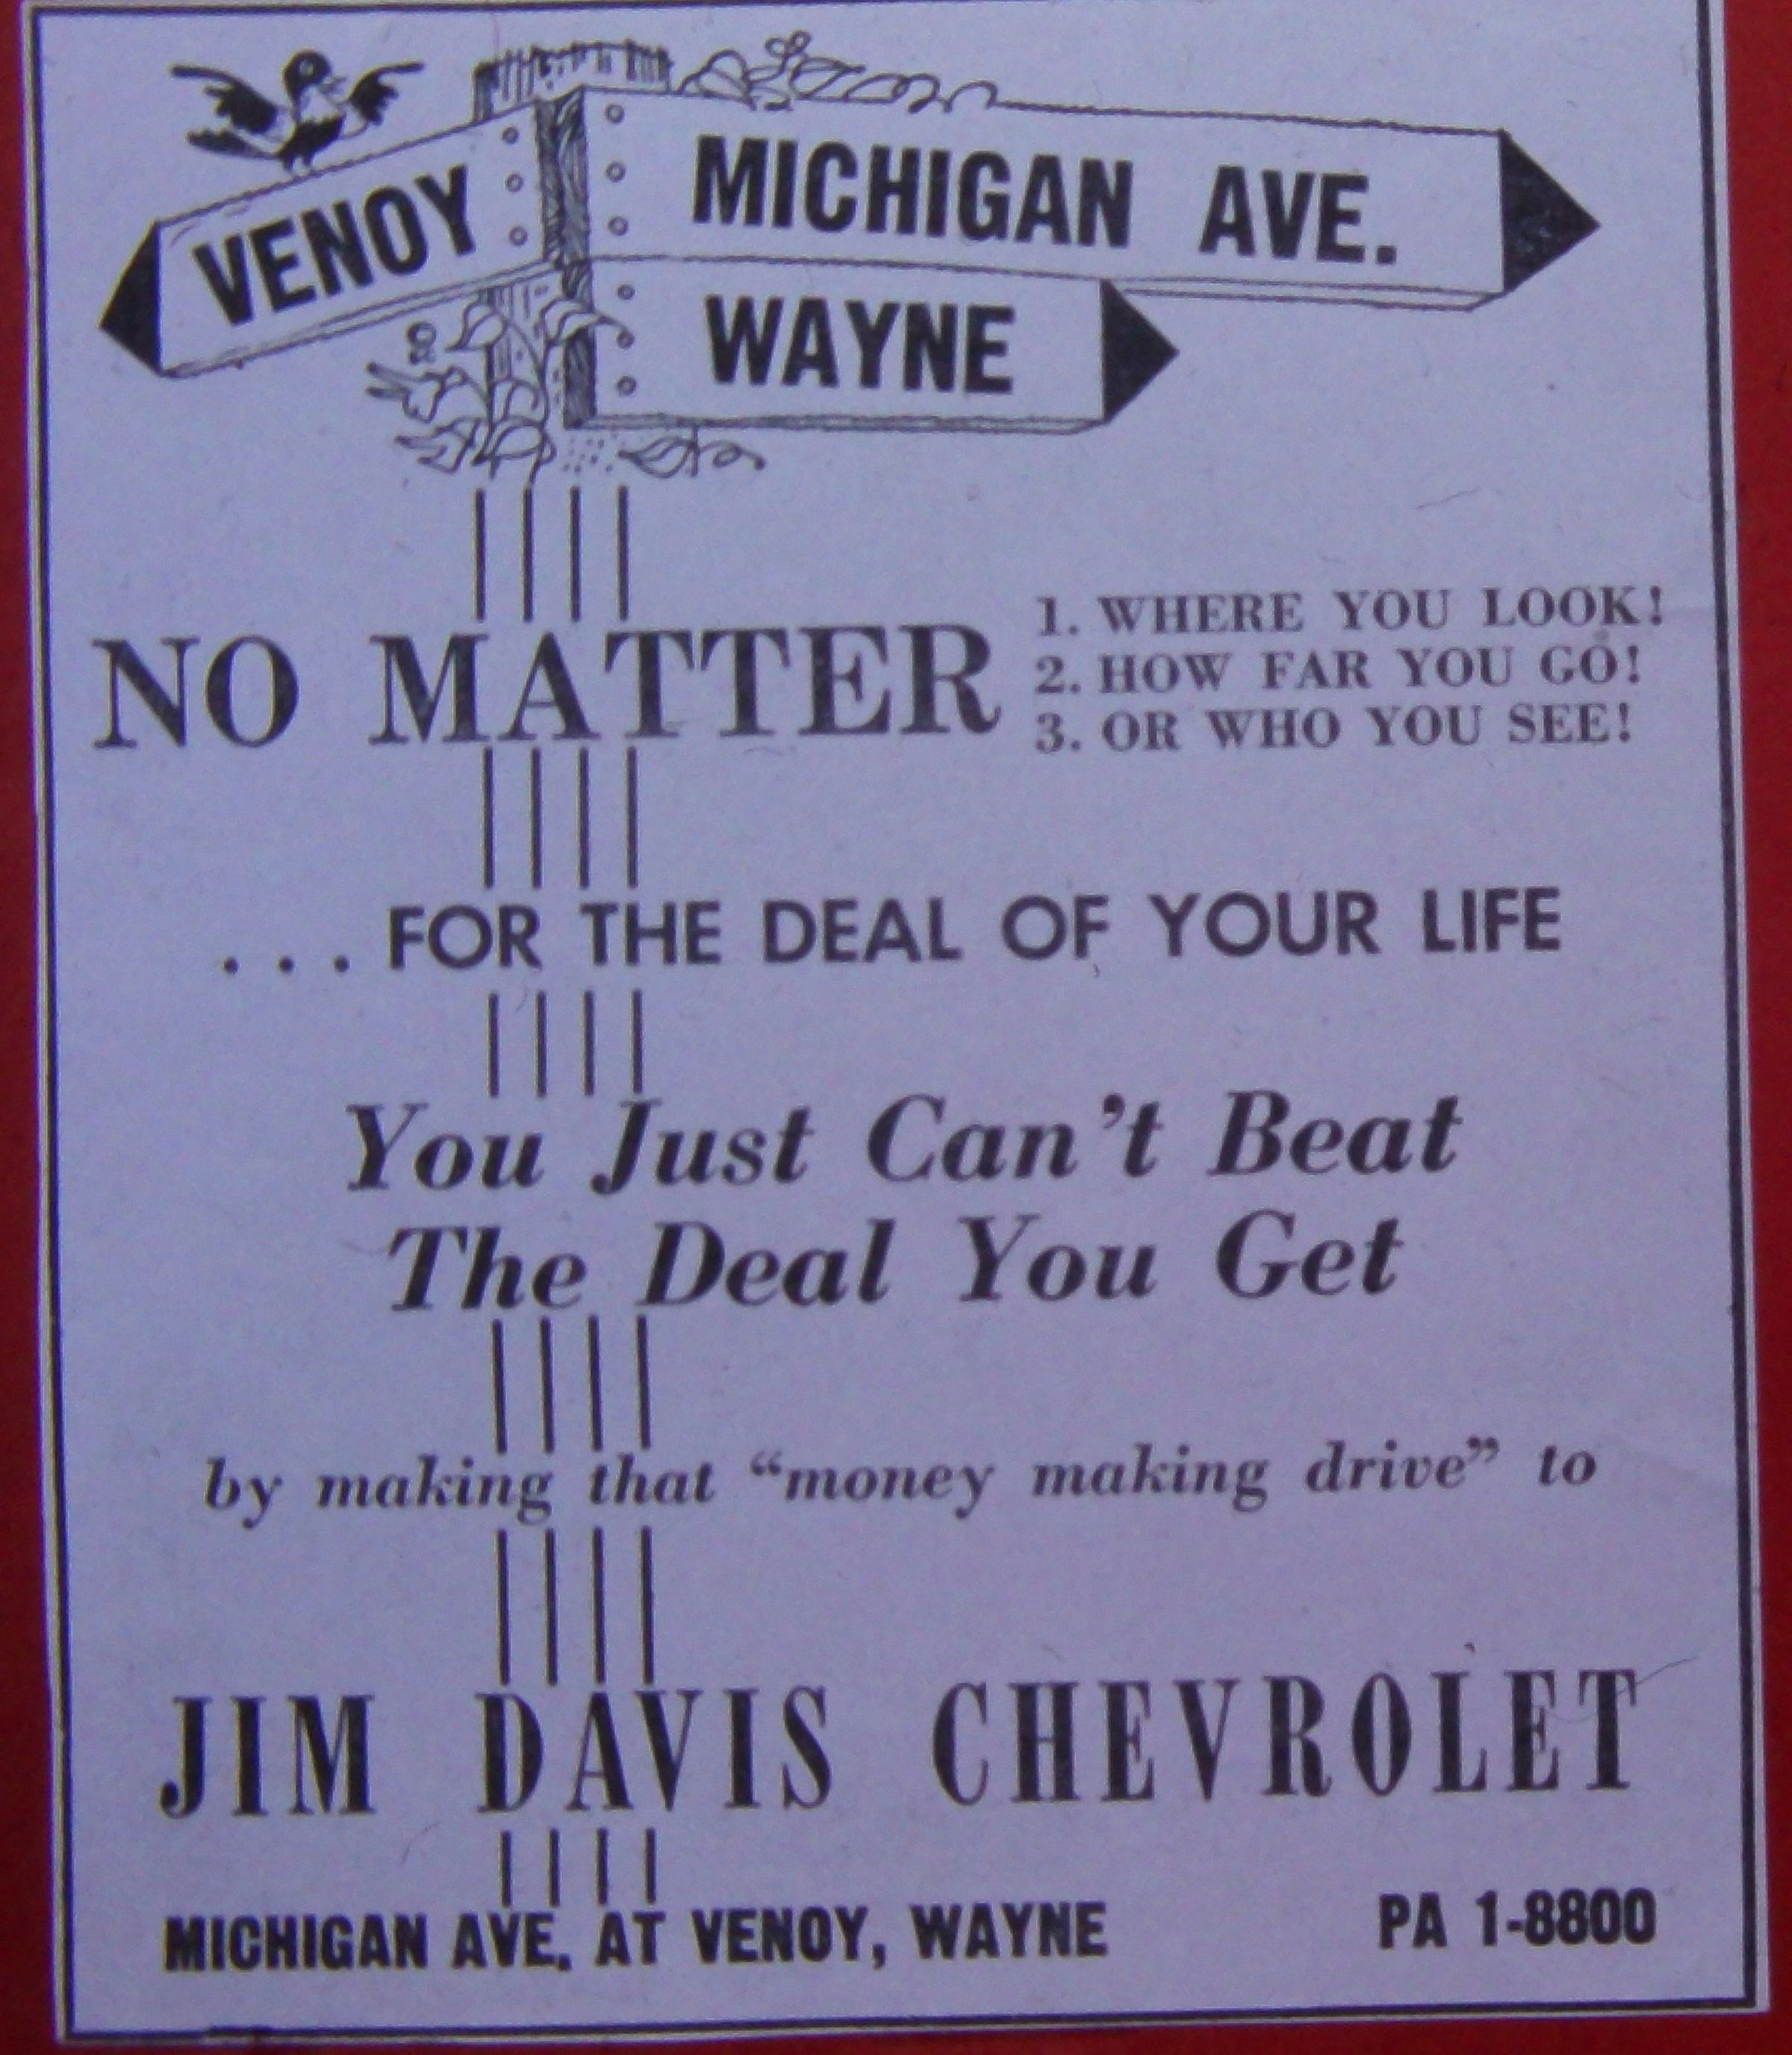 VENOY
MICHIGAN AVE.
WAYNE
NO MATTER
1. WHERE YOU LOOK!
2. HOW FAR YOU GO!
3. OR WHO YOU SEE!
... FOR THE DEAL OF YOUR LIFE
You Just Can't Beat
The Deal You Get
by making that “money making drive” to
JIM DAVIS CHEVROLET
MICHIGAN AVE. AT VENOY, WAYNE
PA 1-8800